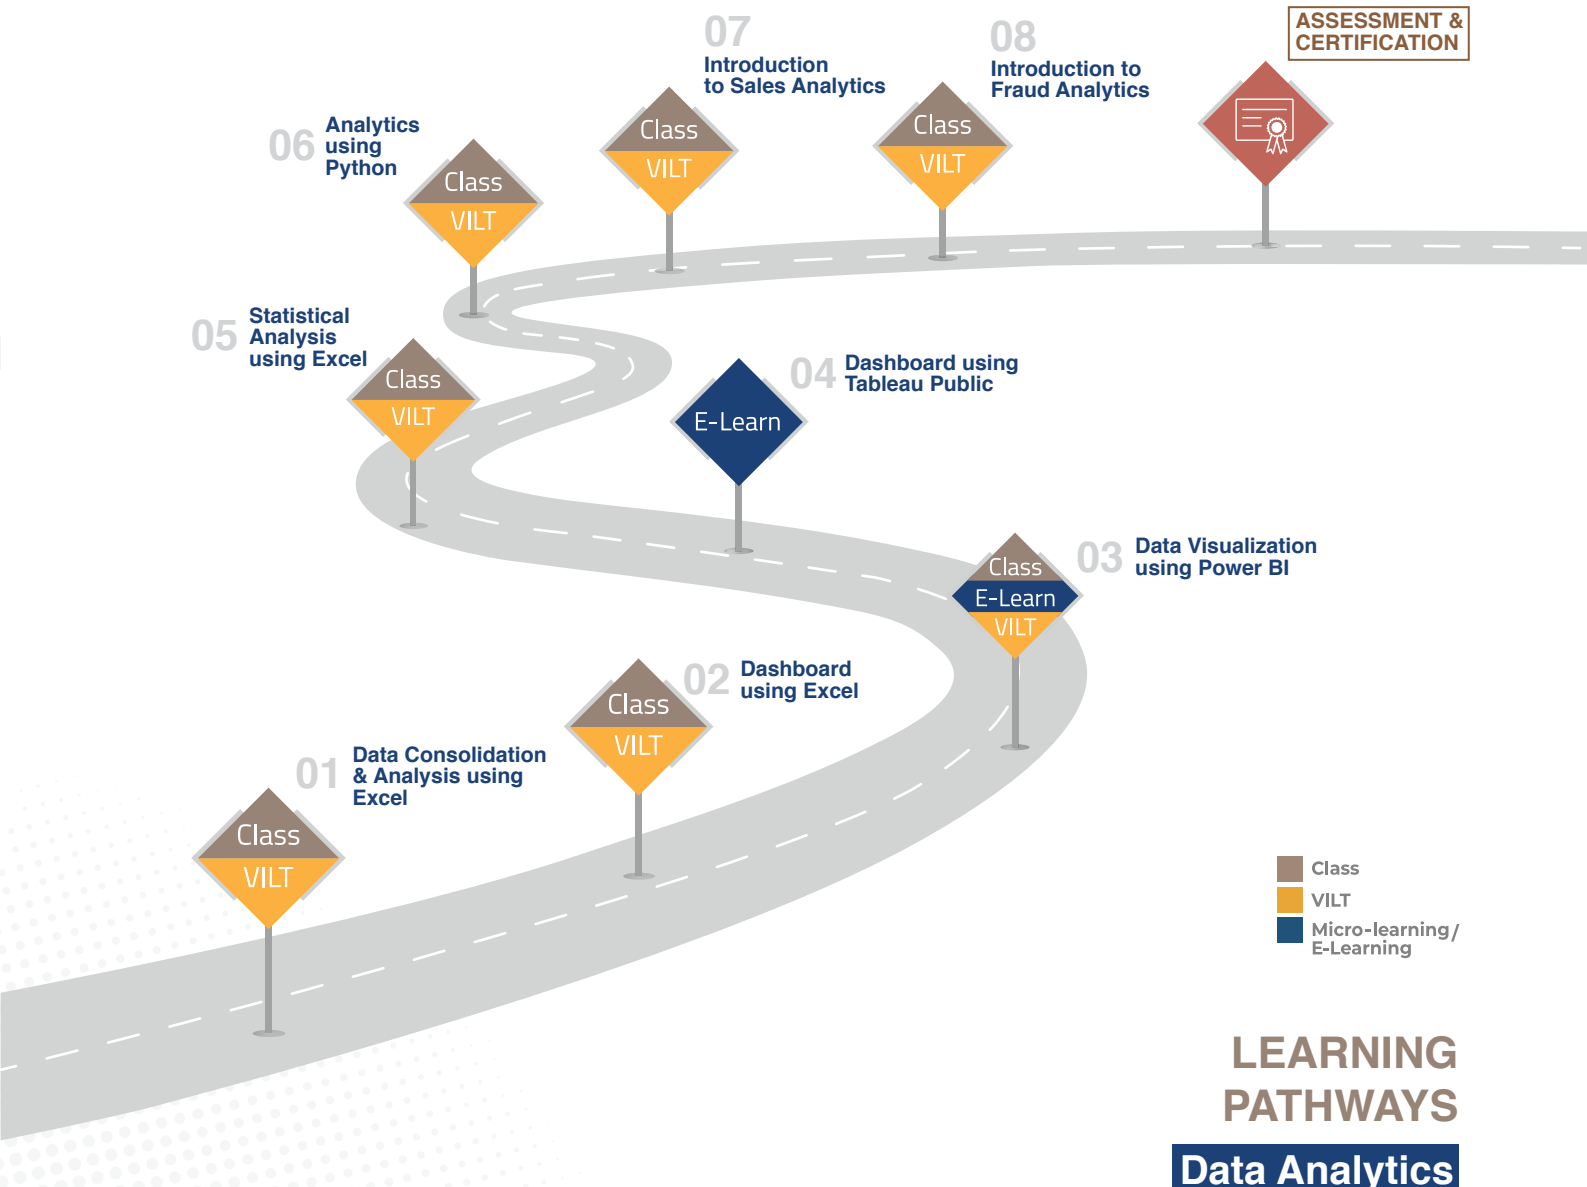 07
Introduction
to Sales Analytics
08
Introduction to
Fraud Analytics
ASSESSMENT &
CERTIFICATION
06
Analytics
using
Python
Class
VILT
Class
VILT
Class
VILT
05
Statistical
Analysis
using Excel
Class
VILT
04
Dashboard using
Tableau Public
E-Learn
03
Data Visualization
using Power BI
Class
E-Learn
VILT
02
Dashboard
using Excel
Class
VILT
01
Data Consolidation
& Analysis using
Excel
Class
VILT
Class
VILT
Micro-learning/
E-Learning
LEARNING
PATHWAYS
Data Analytics